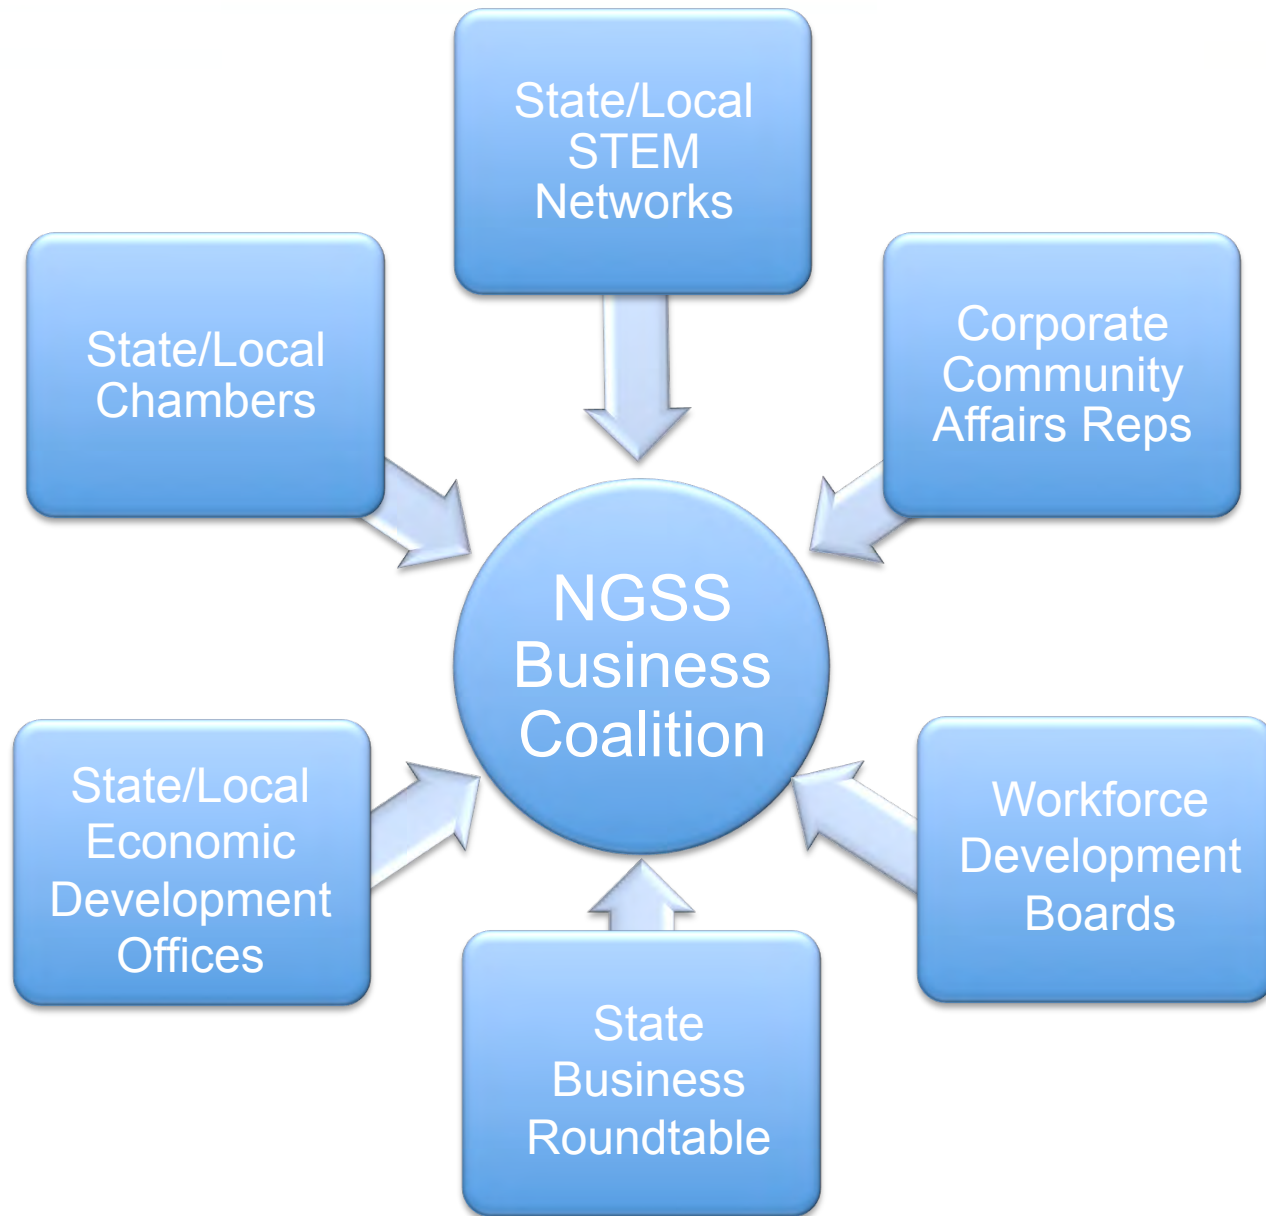 State/Local
STEM
Networks
State/Local
Chambers
Corporate
Community
Affairs Reps
NGSS
Business
Coalition
State/Local
Economic
Development
Offices
Workforce
Development
Boards
State
Business
Roundtable